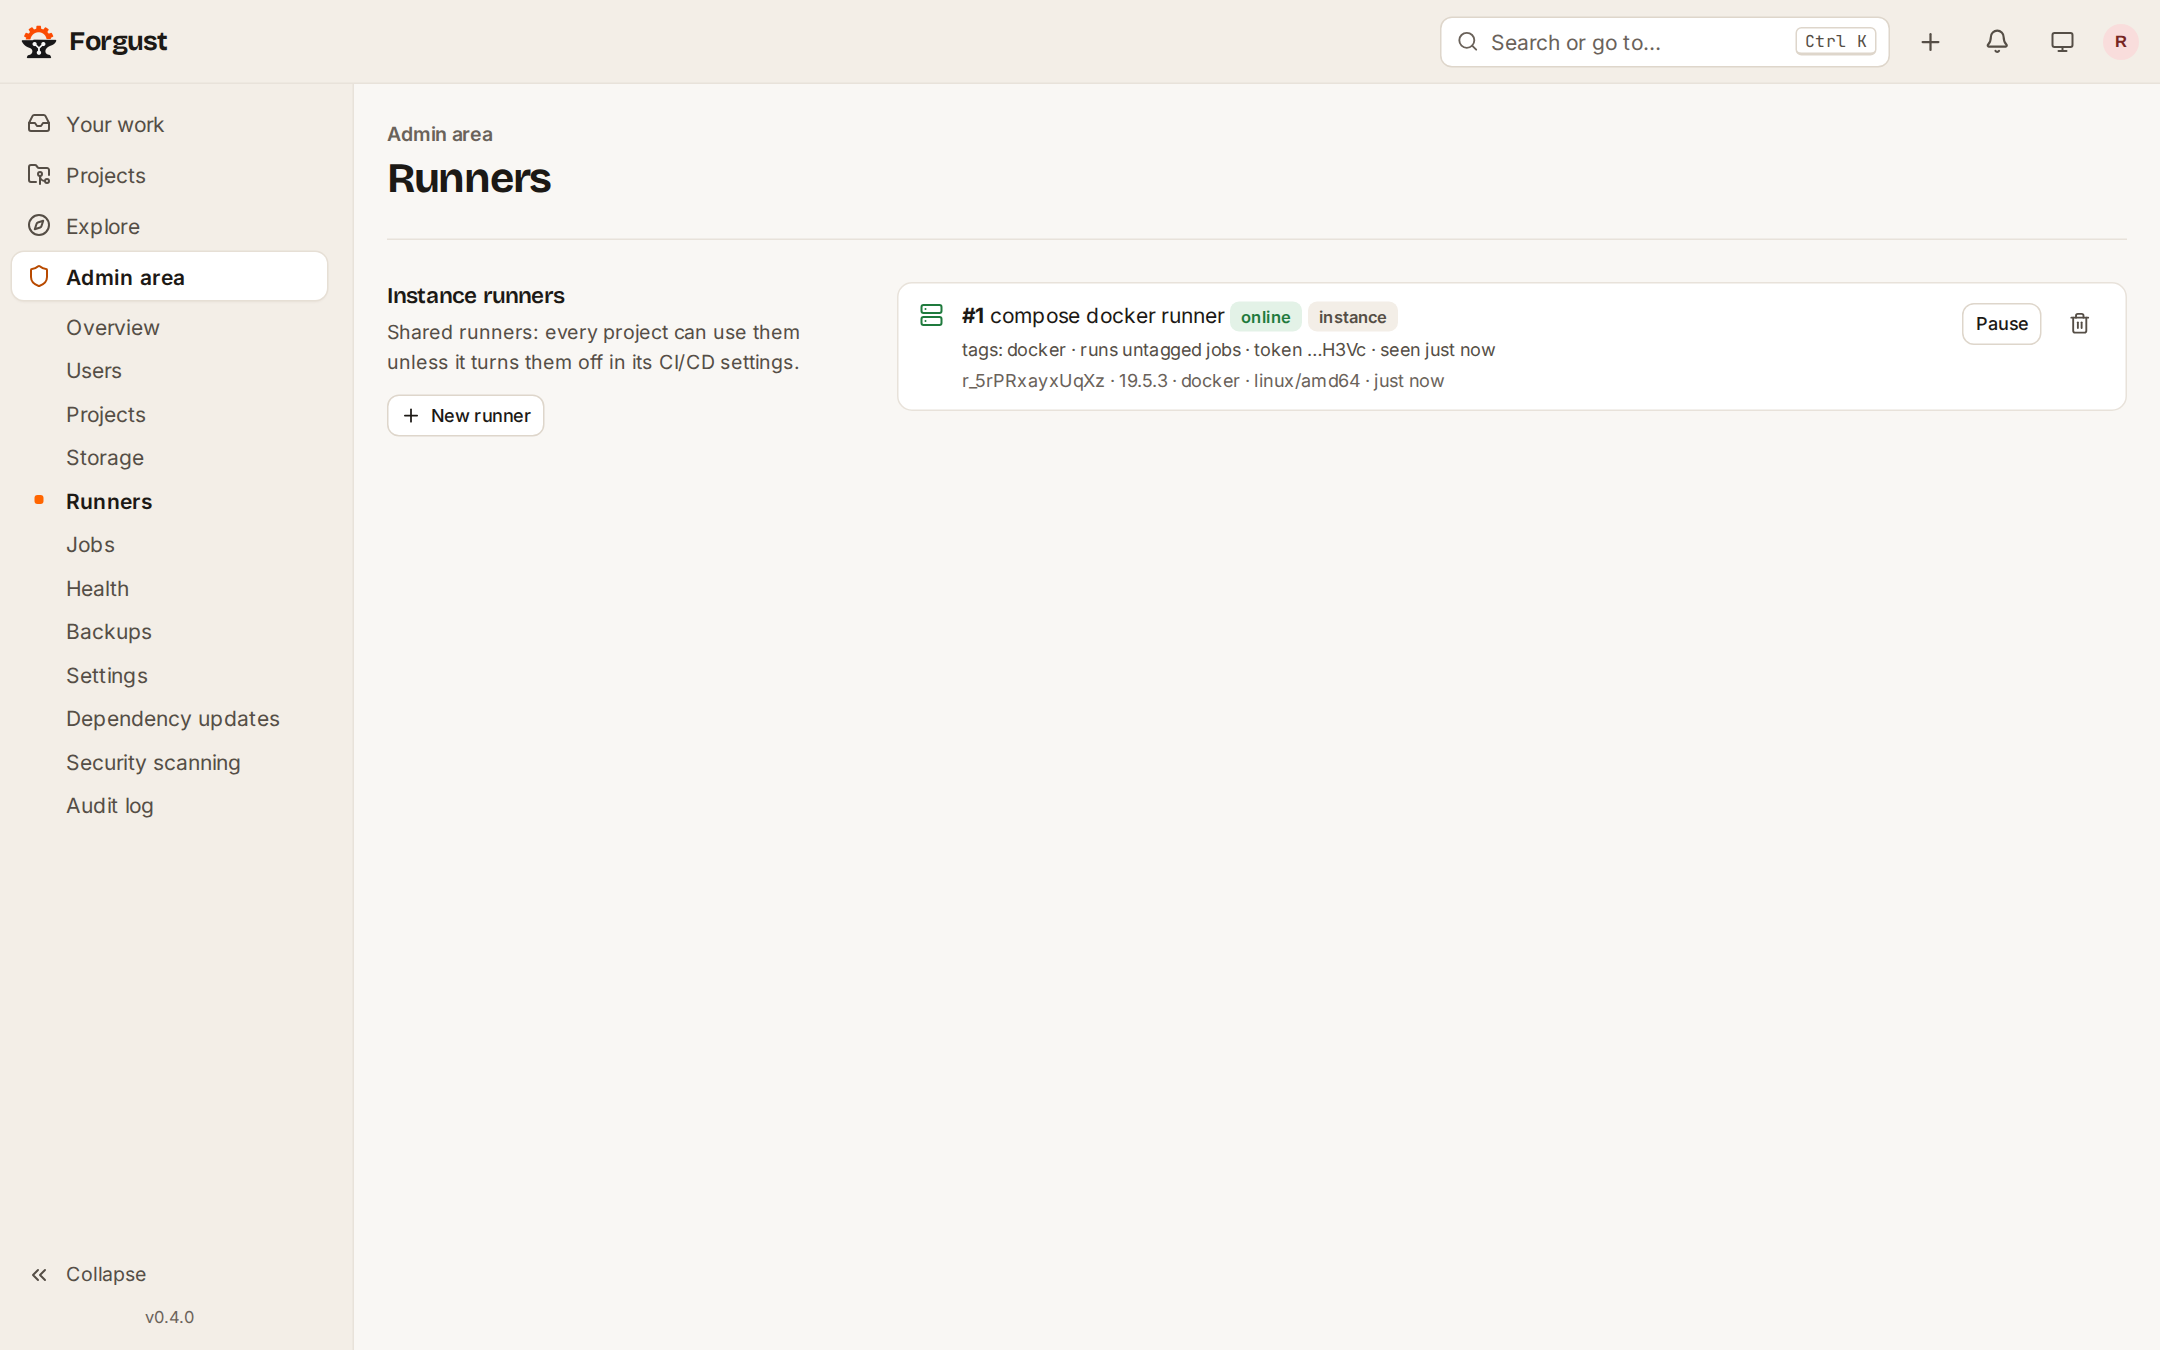 Forgust
Search or go to...
Ctrl K
R
Your work
Projects
Explore
Admin area
Overview
Users
Projects
Storage
Runners
Jobs
Health
Backups
Settings
Dependency updates
Security scanning
Audit log
Collapse
v0.4.0
Admin area
Runners
Instance runners
Shared runners: every project can use them
unless it turns them off in its CI/CD settings.
New runner
#1 compose docker runner online instance
tags: docker · runs untagged jobs · token …H3Vc · seen just now
r_5rPRxayxUqXz · 19.5.3 · docker · linux/amd64 · just now
Pause